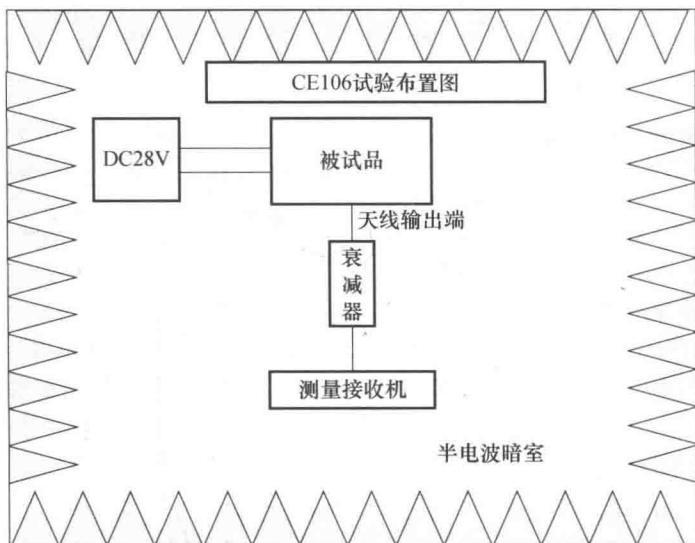 CE106试验布置图
DC28V
被试品
天线输出端
衰
减
器
测量接收机
半电波暗室